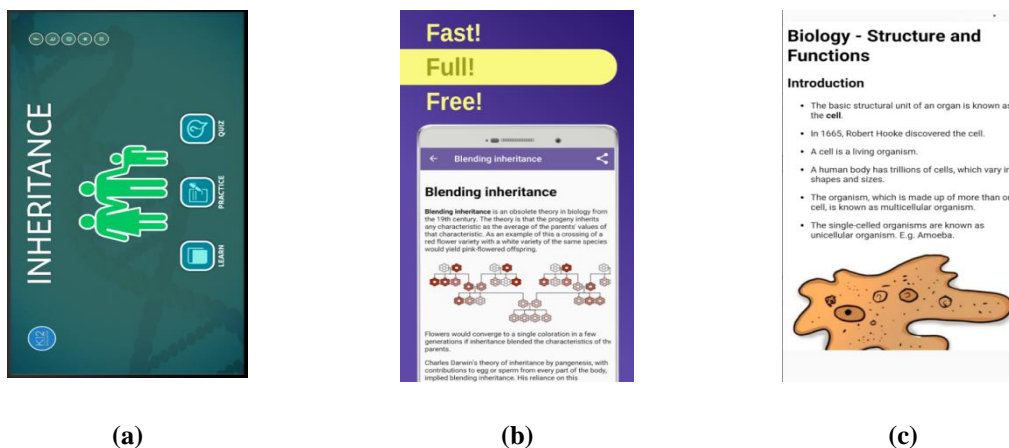 INHERITANCE
LEARN
PRACTICE
QUIZ
Fast!
Full!
Free!
Blending inheritance
Blending inheritance
Blending inheritance is an obsolete theory in biology from
the 19th century. The theory is that the progeny inherits
any characteristic as the average of the parents' values of
that characteristic. As an example of this a crossing of a
red flower variety with a white variety of the same species
would yield pink-flowered offspring.
Flowers would converge to a single coloration in a few
generations if inheritance blended the characteristics of the
parents.
Charles Darwin's theory of inheritance by pangenesis, with
contributions to egg or sperm from every part of the body,
implied blending inheritance. His reliance on this
Biology - Structure and
Functions
Introduction
• The basic structural unit of an organ is known as
the cell.
• In 1665, Robert Hooke discovered the cell.
• A cell is a living organism.
• A human body has trillions of cells, which vary in
shapes and sizes.
• The organism, which is made up of more than
cell, is known as multicellular organism.
• The single-celled organisms are known as
unicellular organism. E.g. Amoeba.
(a)
(b)
(c)